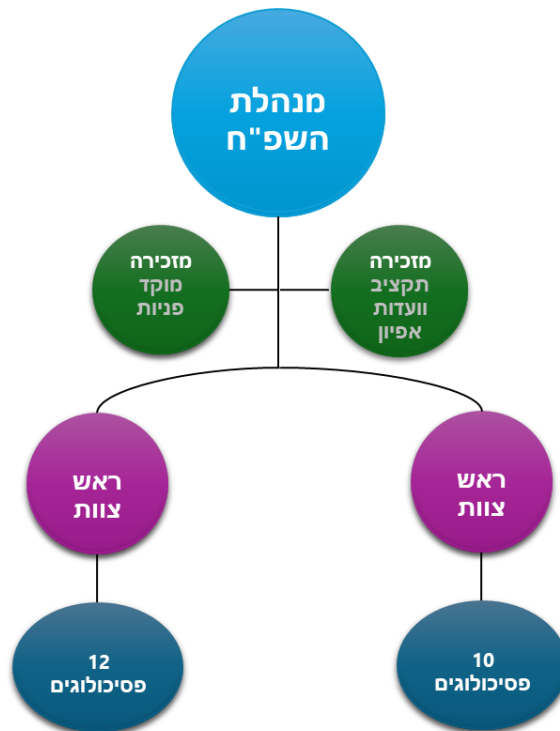 מנהלת
השפ"ח
מזכירה
תקציב
וועדות
אפיון
מזכירה
מוקד
פניות
ראש
צוות
ראש
צוות
10
פסיכולוגים
12
פסיכולוגים